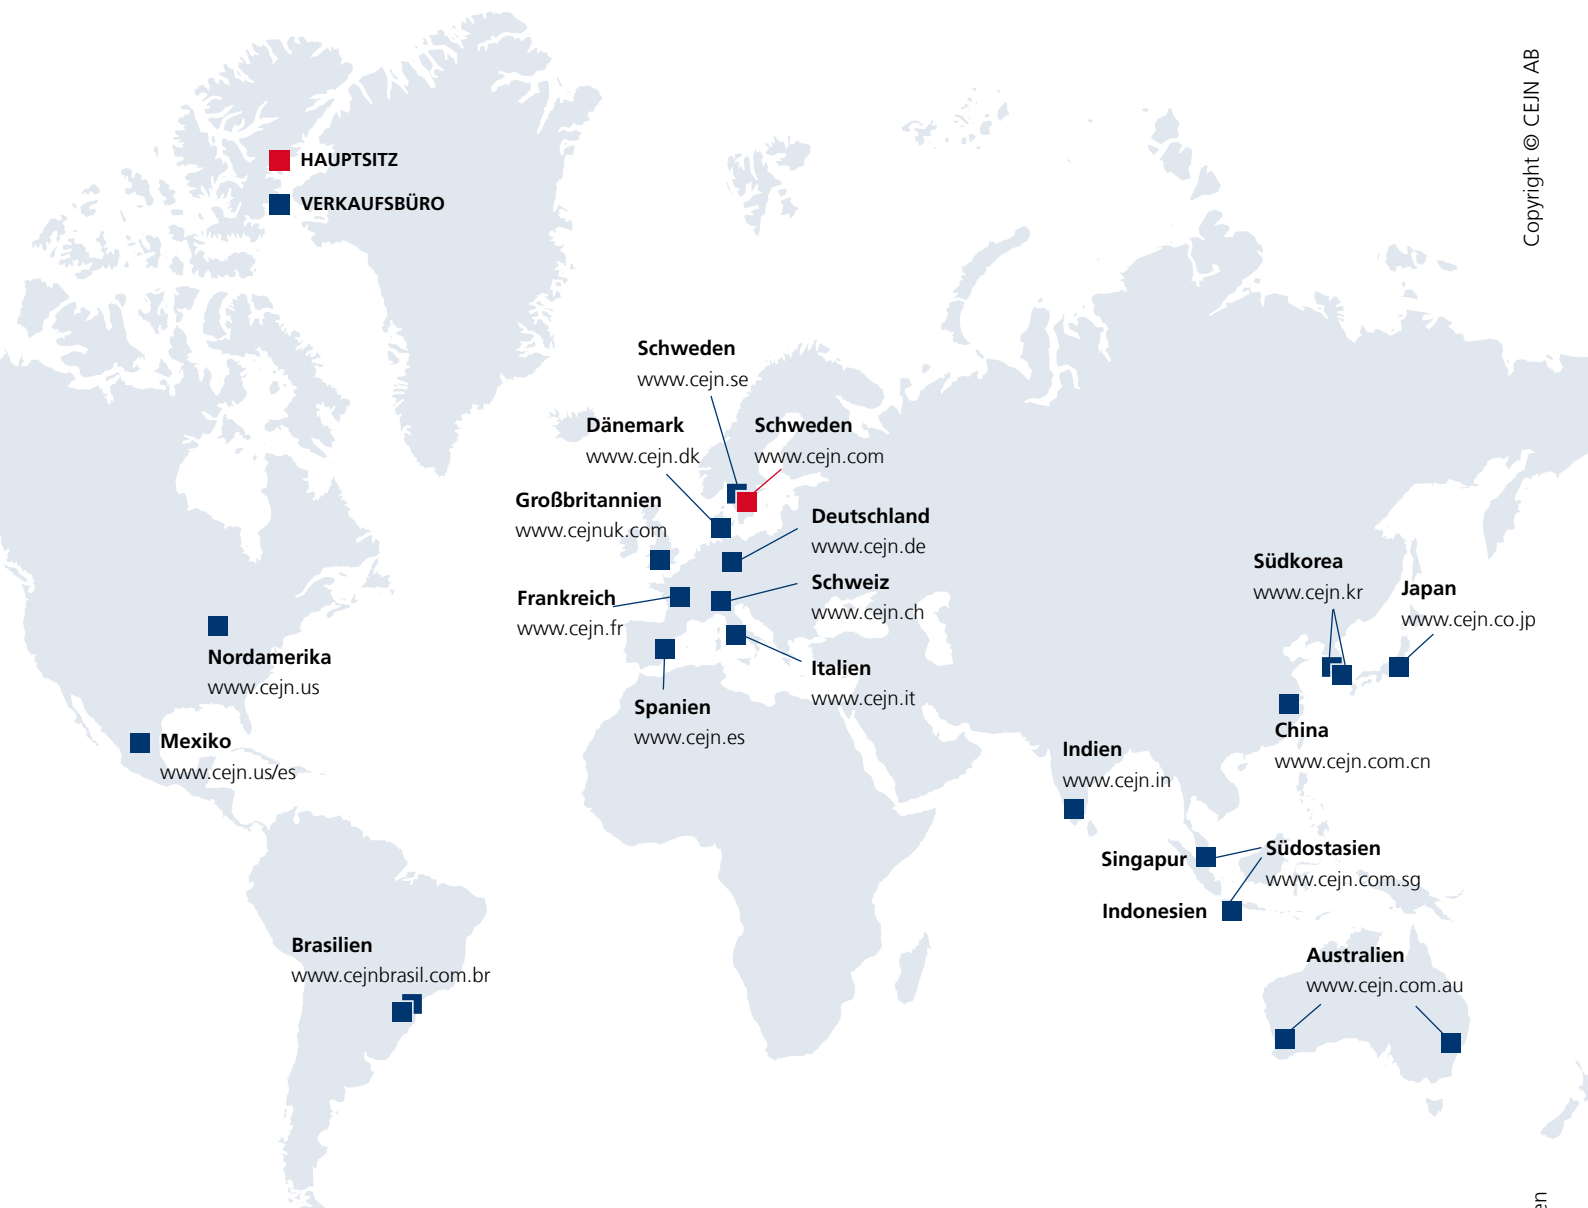 Copyright © CEJN AB
HAUPTSITZ
VERKAUFSBÜRO
Schweden
www.cejn.se
Dänemark
www.cejn.dk
Schweden
www.cejn.com
Großbritannien
www.cejnuk.com
Deutschland
www.cejn.de
Frankreich
www.cejn.fr
Schweiz
www.cejn.ch
Italien
www.cejn.it
Spanien
www.cejn.es
Südkorea
www.cejn.kr
Japan
www.cejn.co.jp
China
www.cejn.com.cn
Nordamerika
www.cejn.us
Mexiko
www.cejn.us/es
Indien
www.cejn.in
Singapur
Südostasien
www.cejn.com.sg
Indonesien
Brasilien
www.cejnbrasil.com.br
Australien
www.cejn.com.au